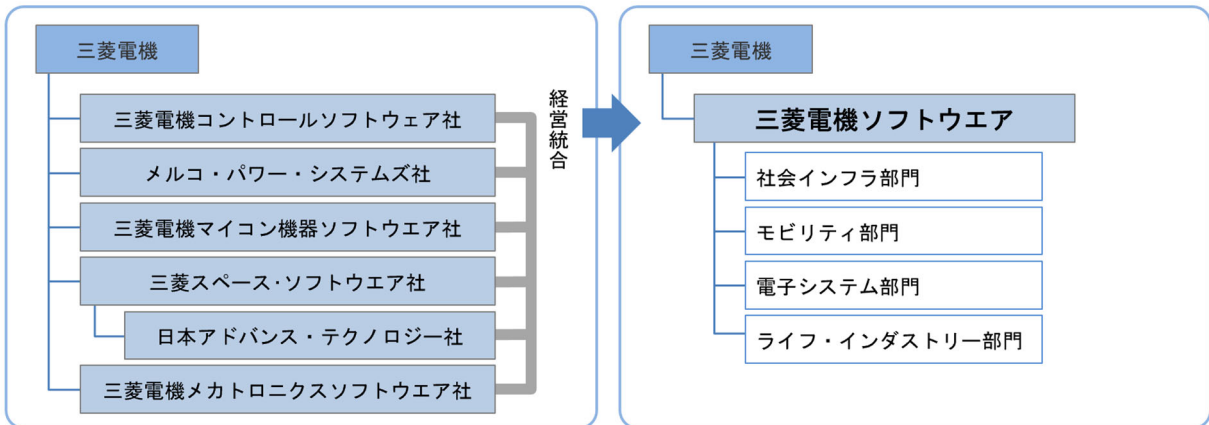 三菱電機
三菱電機コントロールソフトウェア社
メルコ・パワー・システムズ社
三菱電機マイコン機器ソフトウエア社
三菱スペース・ソフトウエア社
日本アドバンス・テクノロジー社
三菱電機メカトロニクスソフトウエア社
経営統合
三菱電機
三菱電機ソフトウエア
社会インフラ部門
モビリティ部門
電子システム部門
ライフ・インダストリー部門